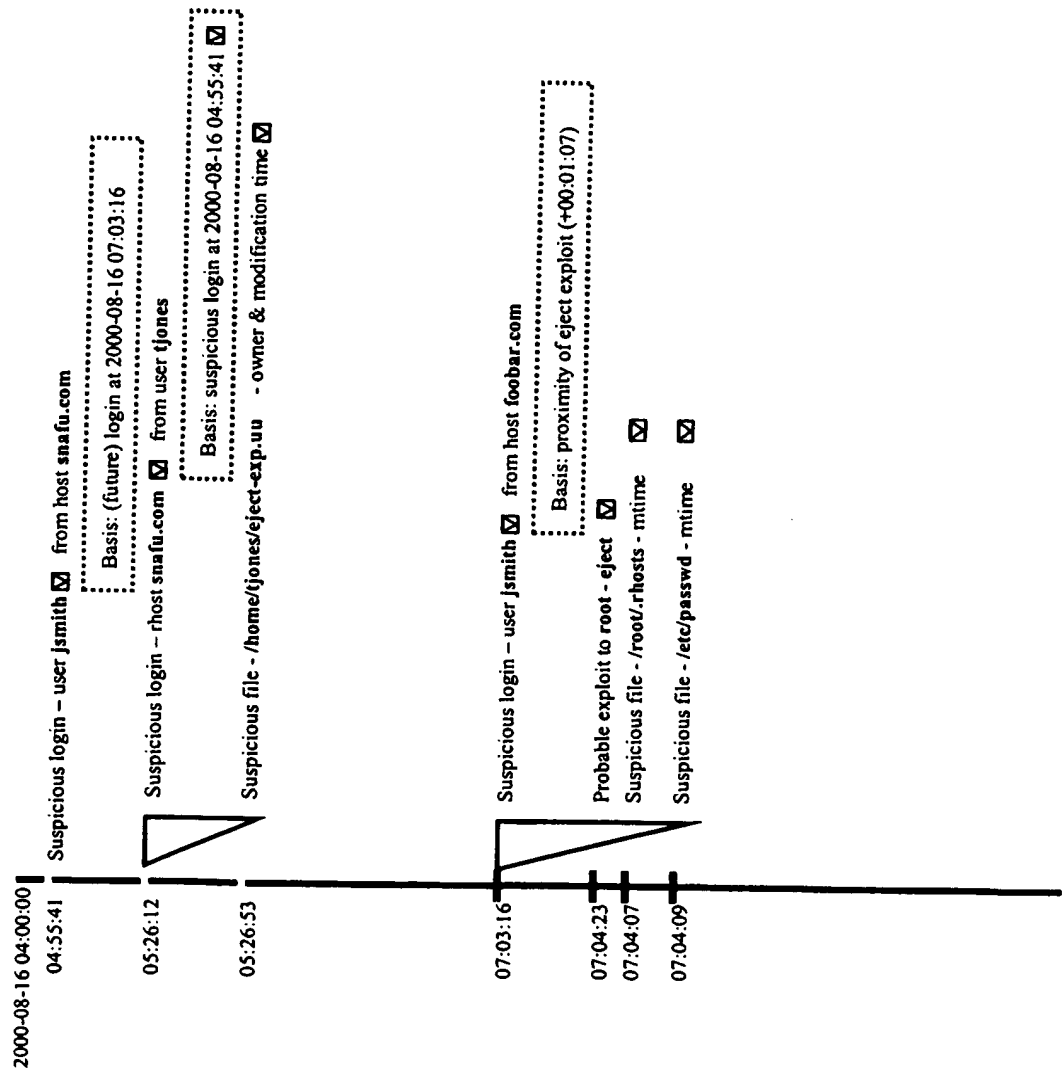 2000-08-16 04:00:00
04:55:41 Suspicious login – user jsmith ☑ from host snafu.com
Basis: (future) login at 2000-08-16 07:03:16
05:26:12 Suspicious login – rhost snafu.com ☑ from user tjones
Basis: suspicious login at 2000-08-16 04:55:41 ☑
05:26:53 Suspicious file - /home/tjones/eject-exp.uu - owner & modification time ☑
07:03:16 Suspicious login – user jsmith ☑ from host foobar.com
Basis: proximity of eject exploit (+00:01:07)
07:04:23 Probable exploit to root - eject ☑
07:04:07 Suspicious file - /root/.rhosts - mtime ☑
07:04:09 Suspicious file - /etc/passwd - mtime ☑